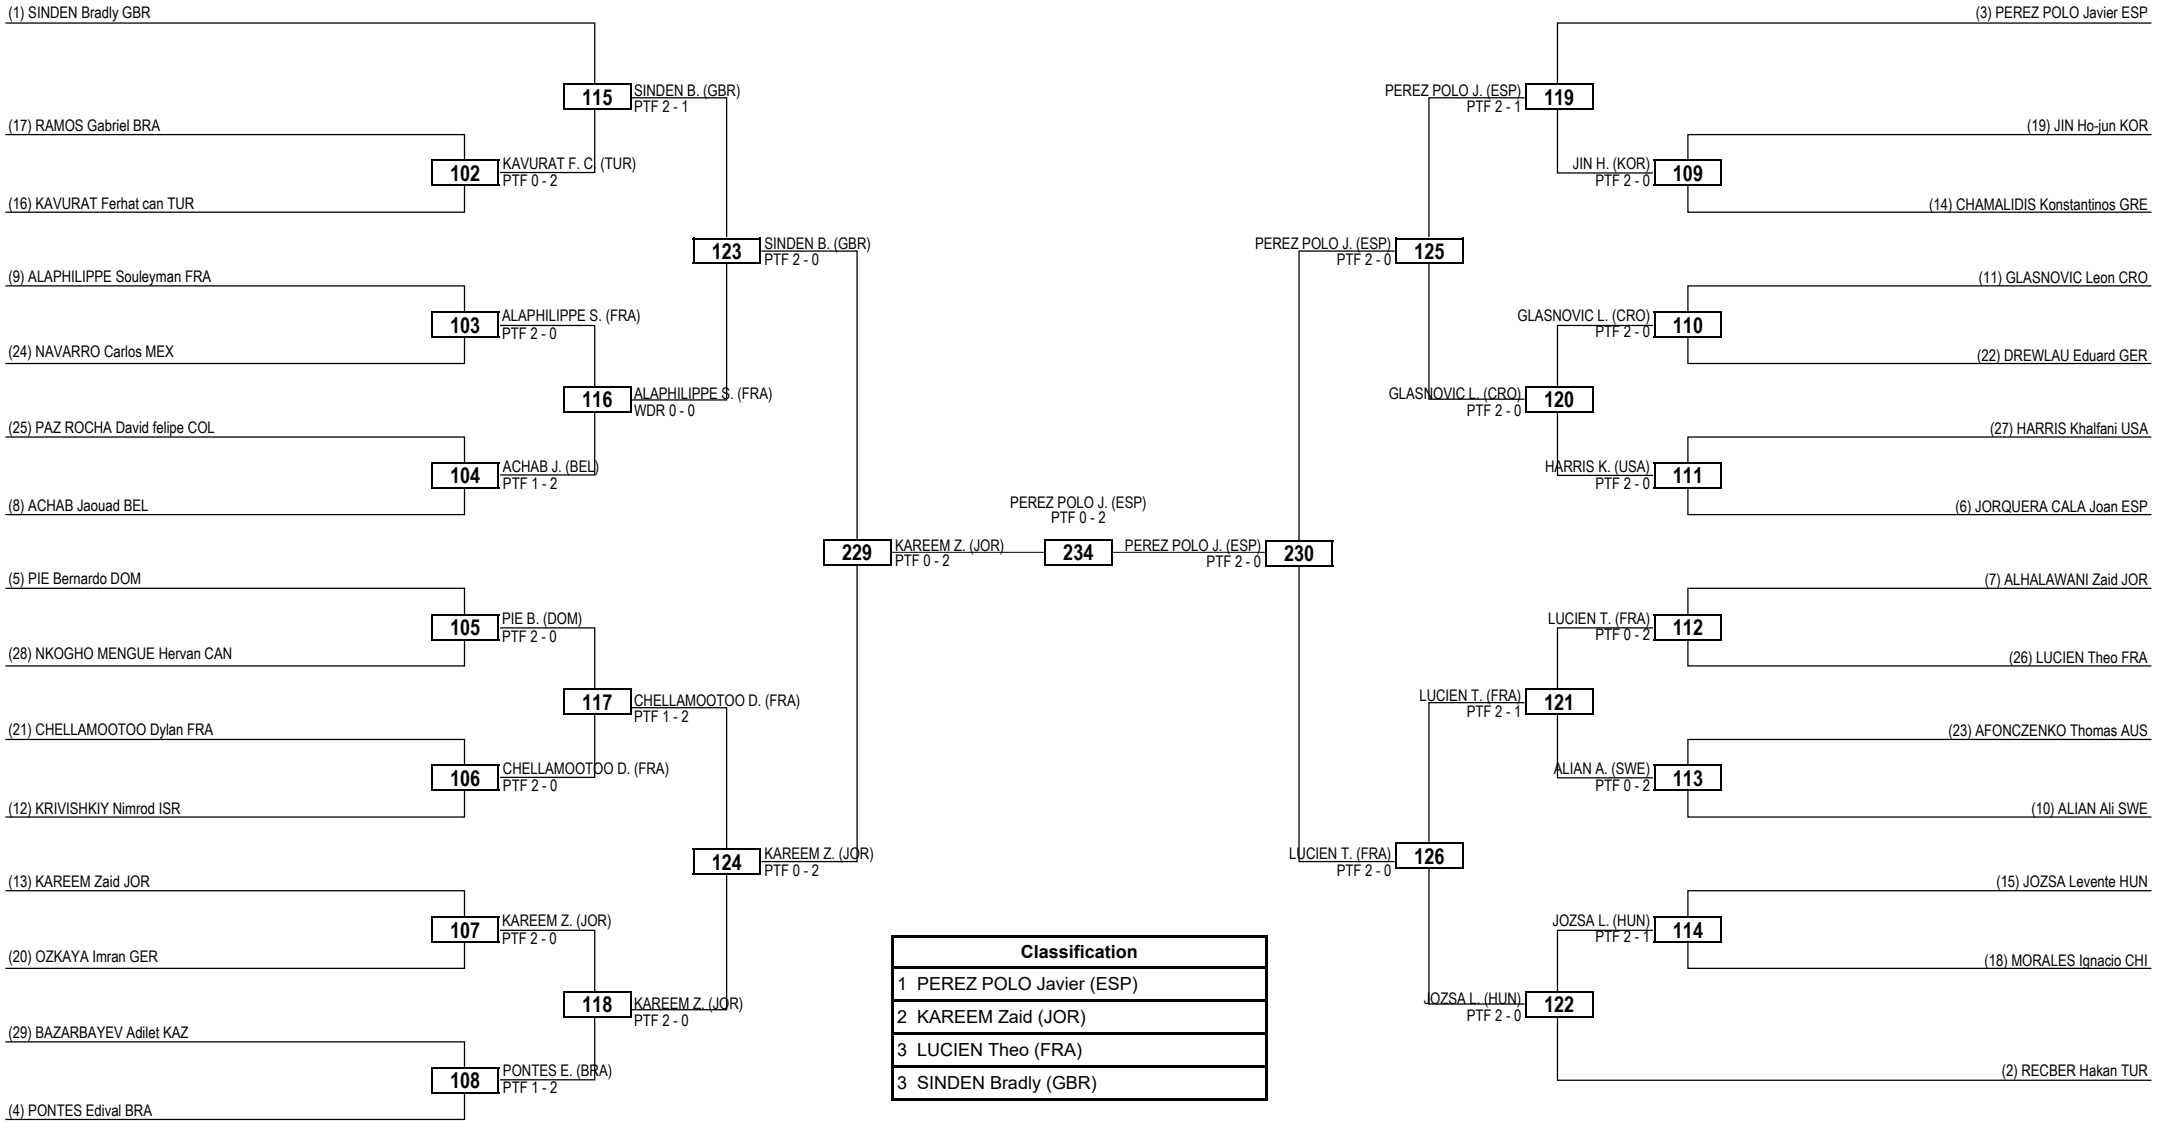 (1) SINDEN Bradly GBR
115
SINDEN B. (GBR)
PTF 2 - 1
(17) RAMOS Gabriel BRA
102
KAVURAT F. C. (TUR)
PTF 0 - 2
(16) KAVURAT Ferhat can TUR
123
SINDEN B. (GBR)
PTF 2 - 0
(9) ALAPHILIPPE Souleyman FRA
103
ALAPHILIPPE S. (FRA)
PTF 2 - 0
(24) NAVARRO Carlos MEX
116
ALAPHILIPPE S. (FRA)
WDR 0 - 0
(25) PAZ ROCHA David felipe COL
104
ACHAB J. (BEL)
PTF 1 - 2
(8) ACHAB Jaouad BEL
229
KAREEM Z. (JOR)
PTF 0 - 2
(5) PIE Bernardo DOM
105
PIE B. (DOM)
PTF 2 - 0
(28) NKOGHO MENGUE Hervan CAN
117
CHELLAMOOTOO D. (FRA)
PTF 1 - 2
(21) CHELLAMOOTOO Dylan FRA
106
CHELLAMOOTOO D. (FRA)
PTF 2 - 0
(12) KRIVISHKIY Nimrod ISR
124
KAREEM Z. (JOR)
PTF 0 - 2
(13) KAREEM Zaid JOR
107
KAREEM Z. (JOR)
PTF 2 - 0
(20) OZKAYA Imran GER
118
KAREEM Z. (JOR)
PTF 2 - 0
(29) BAZARBAYEV Adilet KAZ
108
PONTES E. (BRA)
PTF 1 - 2
(4) PONTES Edival BRA
PEREZ POLO J. (ESP)
PTF 0 - 2
234
(3) PEREZ POLO Javier ESP
PEREZ POLO J. (ESP)
PTF 2 - 1
119
(19) JIN Ho-jun KOR
JIN H. (KOR)
PTF 2 - 0
109
(14) CHAMALIDIS Konstantinos GRE
PEREZ POLO J. (ESP)
PTF 2 - 0
125
(11) GLASNOVIC Leon CRO
GLASNOVIC L. (CRO)
PTF 2 - 0
110
(22) DREWLAU Eduard GER
GLASNOVIC L. (CRO)
PTF 2 - 0
120
(27) HARRIS Khalfani USA
HARRIS K. (USA)
PTF 2 - 0
111
(6) JORQUERA CALA Joan ESP
PEREZ POLO J. (ESP)
PTF 2 - 0
230
(7) ALHALAWANI Zaid JOR
LUCIEN T. (FRA)
PTF 0 - 2
112
(26) LUCIEN Theo FRA
LUCIEN T. (FRA)
PTF 2 - 1
121
(23) AFONCZENKO Thomas AUS
ALIAN A. (SWE)
PTF 0 - 2
113
(10) ALIAN Ali SWE
LUCIEN T. (FRA)
PTF 2 - 0
126
(15) JOZSA Levente HUN
JOZSA L. (HUN)
PTF 2 - 1
114
(18) MORALES Ignacio CHI
JOZSA L. (HUN)
PTF 2 - 0
122
(2) RECBER Hakan TUR
Classification
1 PEREZ POLO Javier (ESP)
2 KAREEM Zaid (JOR)
3 LUCIEN Theo (FRA)
3 SINDEN Bradly (GBR)